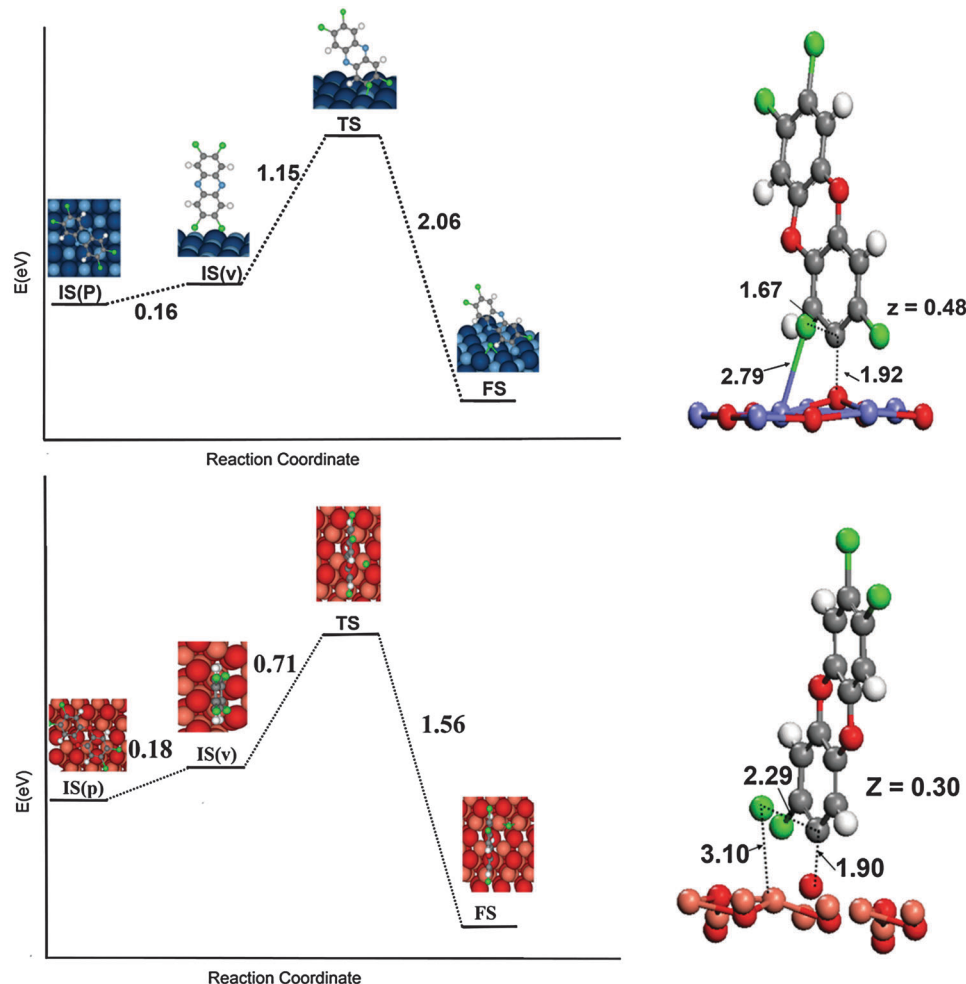 TS
1.15
2.06
IS(v)
IS(P)
0.16
FS
E(eV)
Reaction Coordinate
1.67
z = 0.48
2.79
1.92
TS
0.71
1.56
0.18
IS(v)
IS(p)
FS
E(eV)
Reaction Coordinate
2.29
Z = 0.30
3.10
1.90